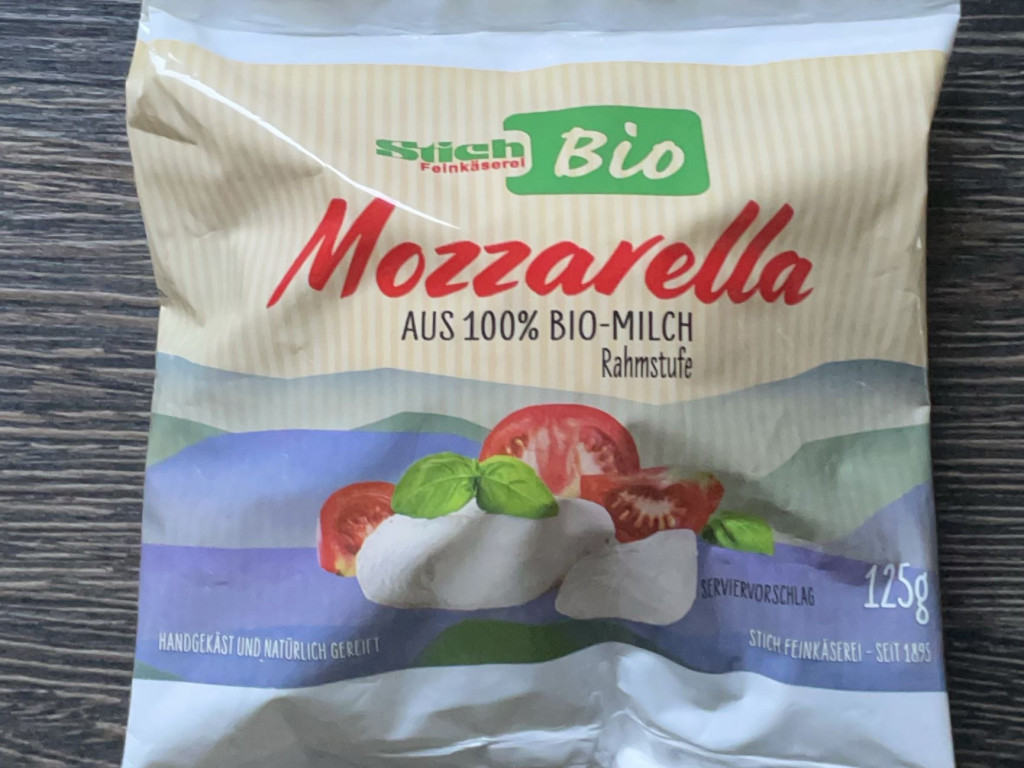 Stich Bio
Feinkäserei
Mozzarella
AUS 100% BIO-MILCH
Rahmstufe
SERVIERVORSCHLAG
125g
HANDGEKÄST UND NATÜRLICH GEREIFT
STICH FEINKÄSEREI - SEIT 1895